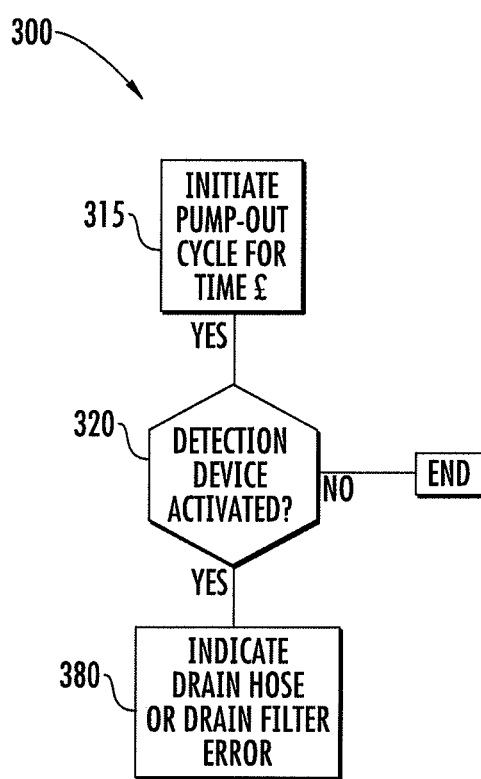 300
315
INITIATE
PUMP-OUT
CYCLE FOR
TIME £
YES
320
DETECTION
DEVICE
ACTIVATED?
NO
END
YES
380
INDICATE
DRAIN HOSE
OR DRAIN FILTER
ERROR